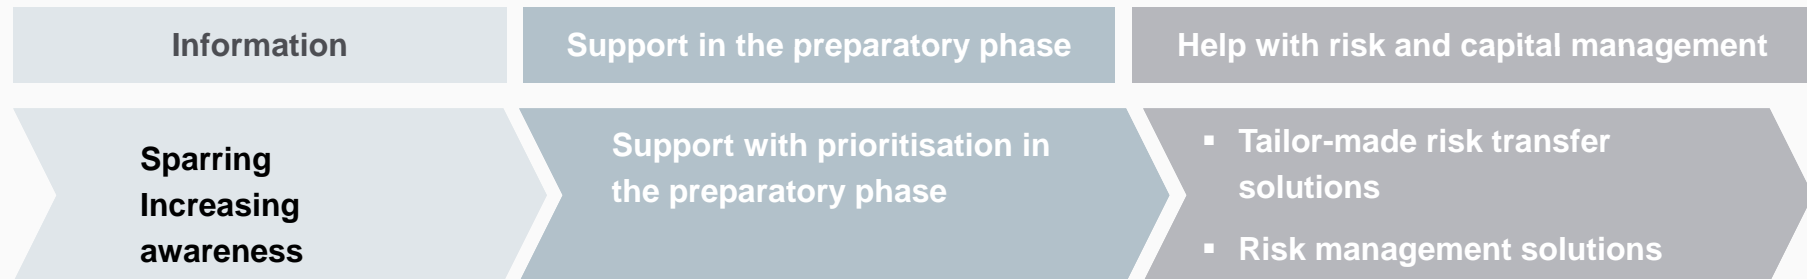 Information
Support in the preparatory phase
Help with risk and capital management
Sparring
Increasing
awareness
Support with prioritisation in
the preparatory phase
▪ Tailor-made risk transfer
solutions
▪ Risk management solutions